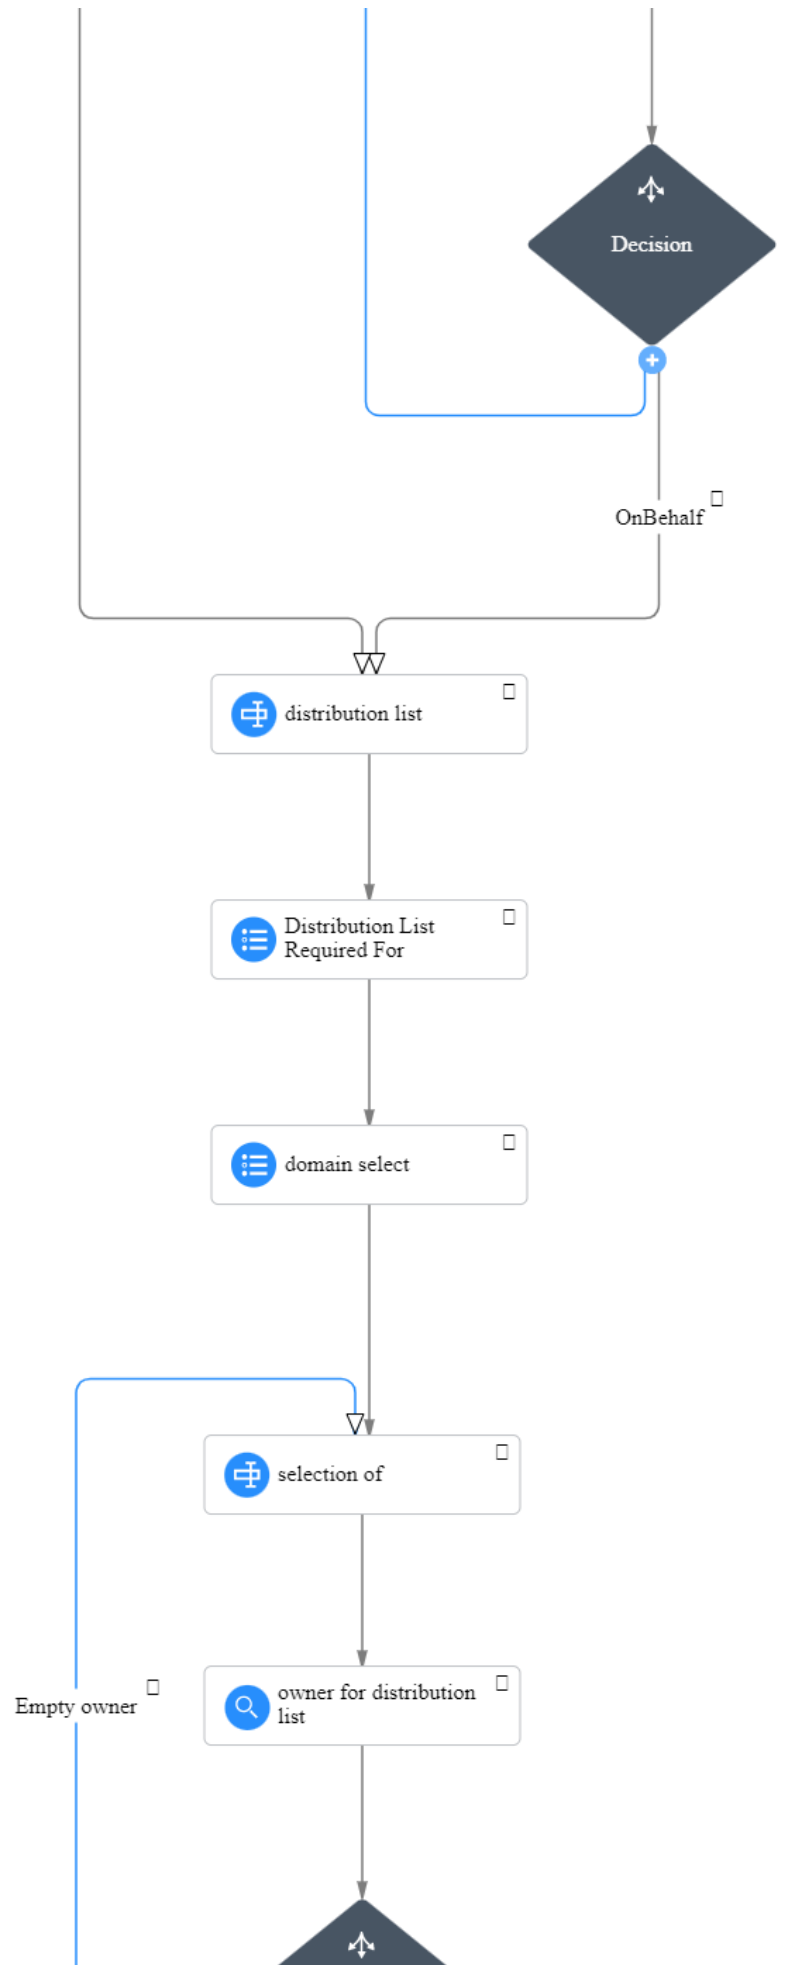 Decision
OnBehalf
distribution list
Distribution List
Required For
domain select
selection of
owner for distribution
list
Empty owner